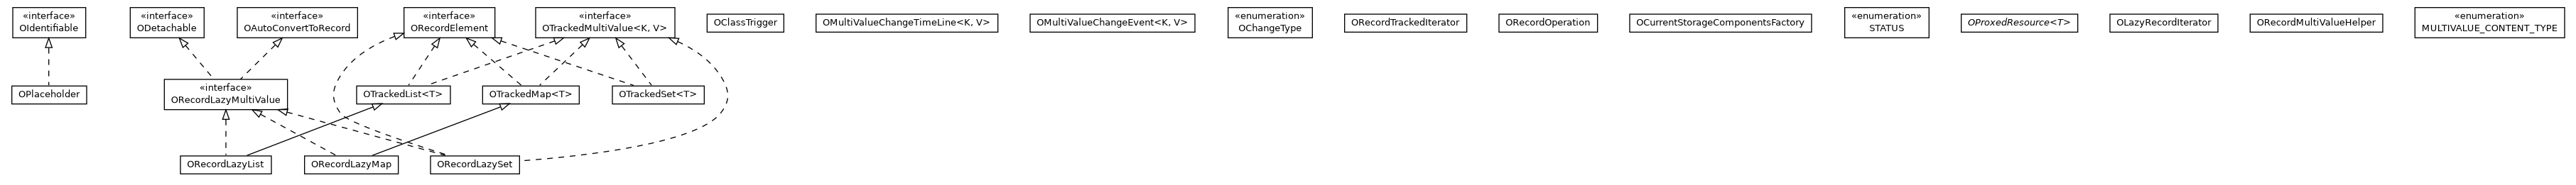 «interface»
OIdentifiable
«interface»
ODetachable
«interface»
OAutoConvertToRecord
«interface»
ORecordElement
«interface»
OTrackedMultiValue<K, V>
OClassTrigger
OMultiValueChangeTimeLine<K, V>
OMultiValueChangeEvent<K, V>
«enumeration»
OChangeType
ORecordTrackedIterator
ORecordOperation
OCurrentStorageComponentsFactory
«enumeration»
STATUS
OProxedResource<T>
OLazyRecordIterator
ORecordMultiValueHelper
«enumeration»
MULTIVALUE_CONTENT_TYPE
OPlaceholder
«interface»
ORecordLazyMultiValue
OTrackedList<T>
OTrackedMap<T>
OTrackedSet<T>
ORecordLazyList
ORecordLazyMap
ORecordLazySet